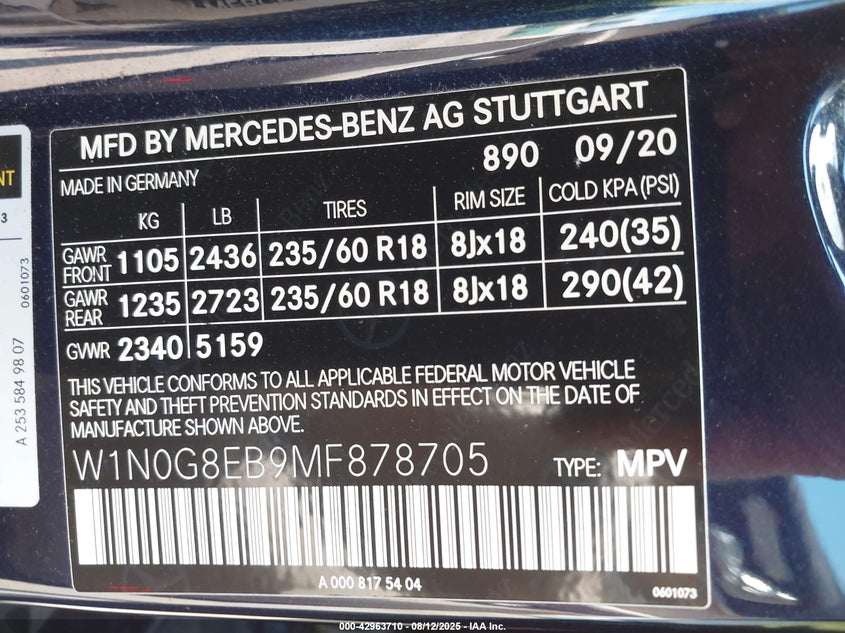 MFD BY MERCEDES-BENZ AG STUTTGART
890 09/20
MADE IN GERMANY
KG LB TIRES RIM SIZE COLD KPA (PSI)
GAWR FRONT 1105 2436 235/60 R18 8Jx18 240(35)
GAWR REAR 1235 2723 235/60 R18 8Jx18 290(42)
GVWR 2340 5159
THIS VEHICLE CONFORMS TO ALL APPLICABLE FEDERAL MOTOR VEHICLE
SAFETY AND THEFT PREVENTION STANDARDS IN EFFECT ON THE DATE OF
MANUFACTURE SHOWN ABOVE.
W1N0G8EB9MF878705 TYPE: MPV
A 000 817 54 04
0601073
NT
3
0601073
A 253 584 98 07
000-42963710 - 08/12/2025 - IAA Inc.